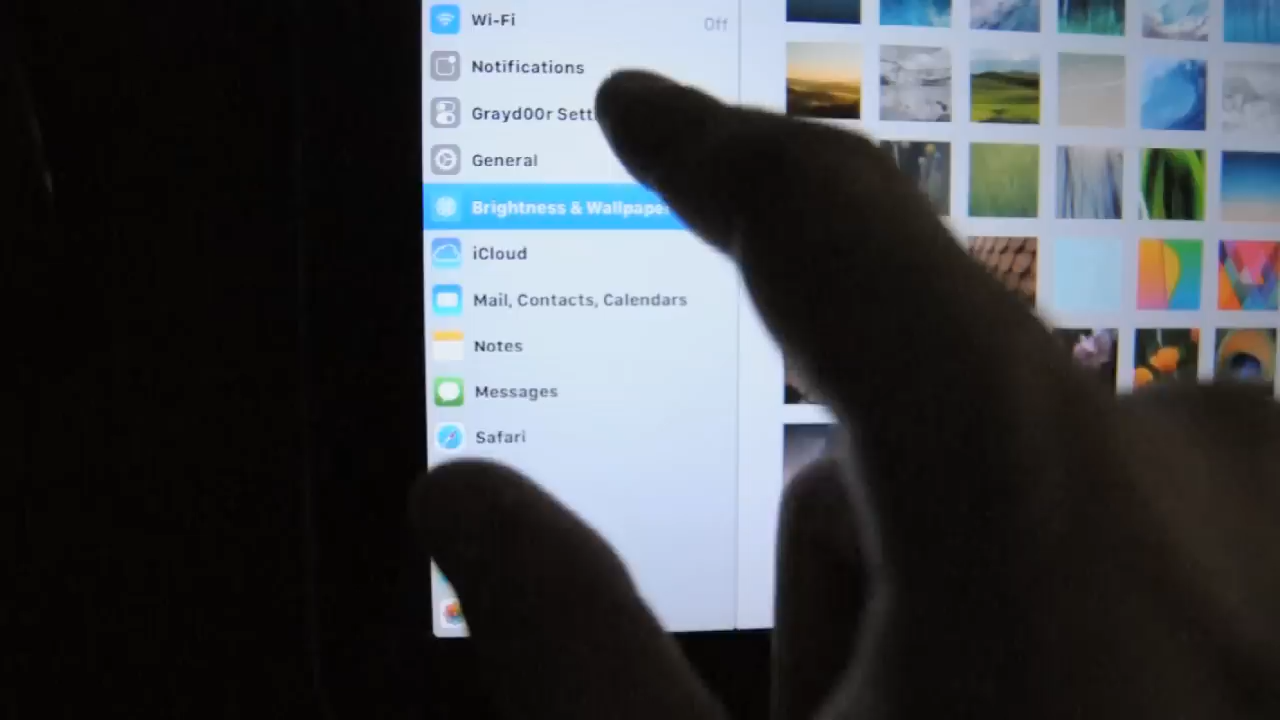 Wi-Fi
Off
Notifications
Grayd00r Sett
General
Brightness & Wallpaper
iCloud
Mail, Contacts, Calendars
Notes
Messages
Safari